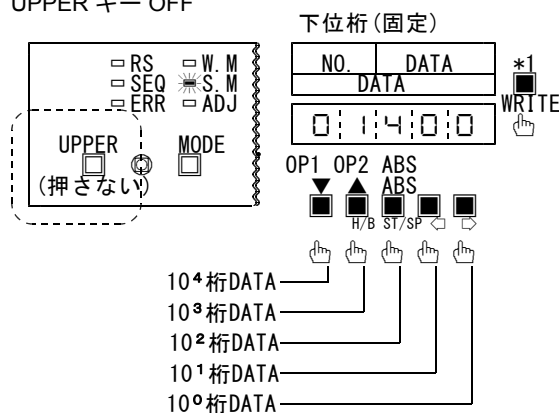 UPPER キー OFF
下位桁(固定)
RS W.M
SEQ S.M
ERR ADJ
NO. DATA
DATA
*1
WRITE
01400
UPPER MODE
(押さない)
OP1 OP2 ABS
▼ ▲ ABS
H/B ST/SP ⇦ ⇨
10⁴桁DATA
10³桁DATA
10²桁DATA
10¹桁DATA
10⁰桁DATA